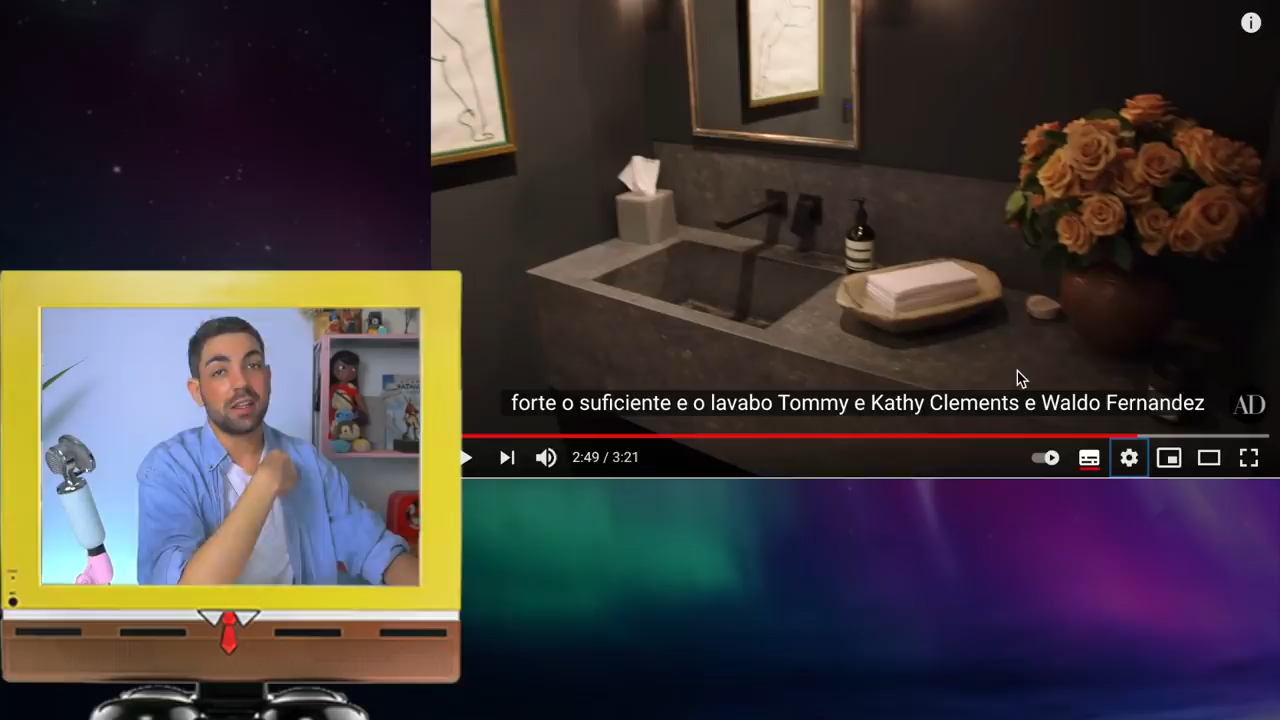 forte o suficiente e o lavabo Tommy e Kathy Clements e Waldo Fernandez
AD
2:49 / 3:21